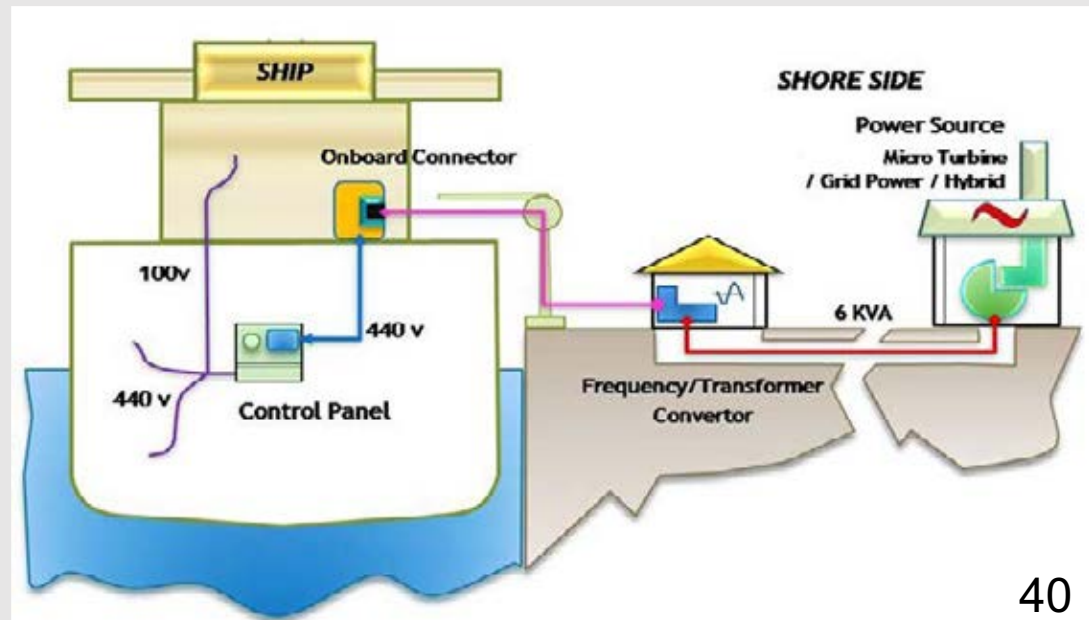 SHIP
SHORE SIDE
Power Source
Micro Turbine
/ Grid Power / Hybrid
Onboard Connector
100v
440 v
6 KVA
440 v
Control Panel
Frequency/Transformer
Convertor
40